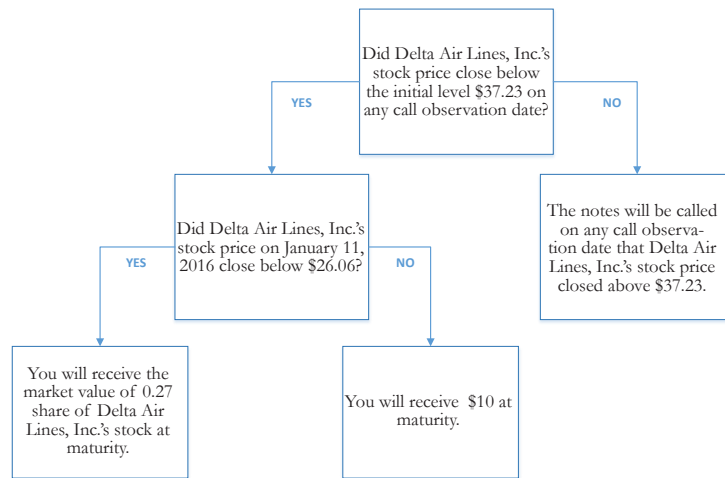 Did Delta Air Lines, Inc.'s
stock price close below
the initial level $37.23 on
any call observation date?
YES
NO
Did Delta Air Lines, Inc.'s
stock price on January 11,
2016 close below $26.06?
The notes will be called
on any call observa-
tion date that Delta Air
Lines, Inc.'s stock price
closed above $37.23.
YES
NO
You will receive the
market value of 0.27
share of Delta Air
Lines, Inc.'s stock at
maturity.
You will receive $10 at
maturity.